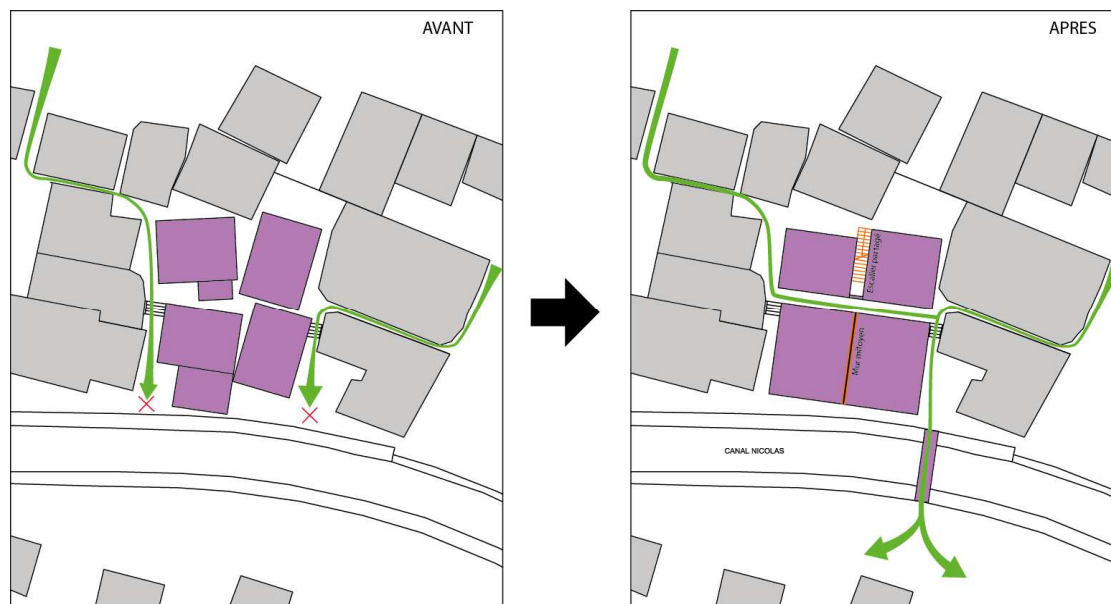 AVANT
APRES
Escalier partagé
Mur mitoyen
CANAL NICOLAS